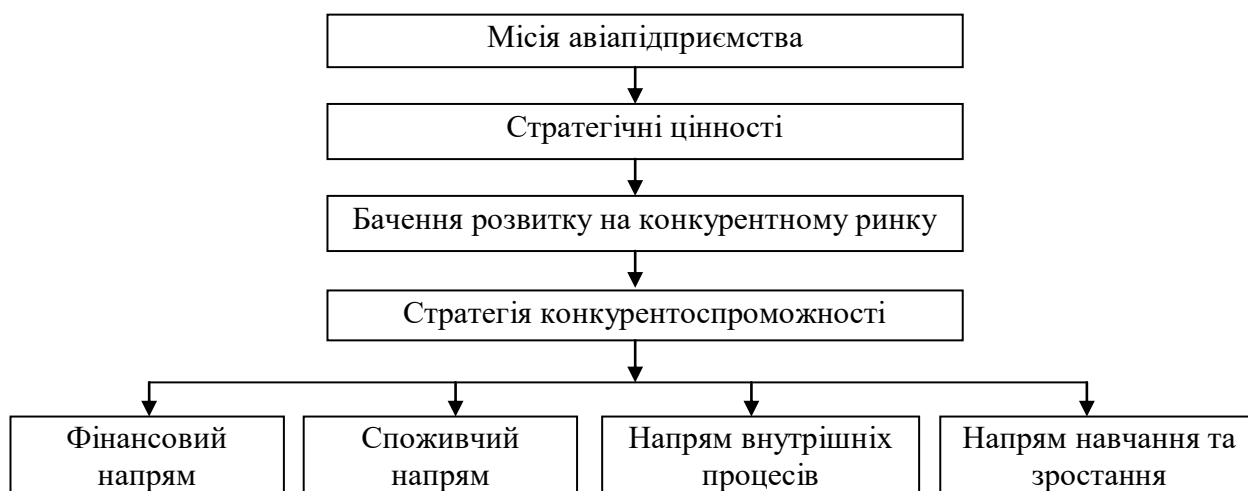 Місія авіапідприємства
Стратегічні цінності
Бачення розвитку на конкурентному ринку
Стратегія конкурентоспроможності
Фінансовий
напрям
Споживчий
напрям
Напрям внутрішніх
процесів
Напрям навчання та
зростання